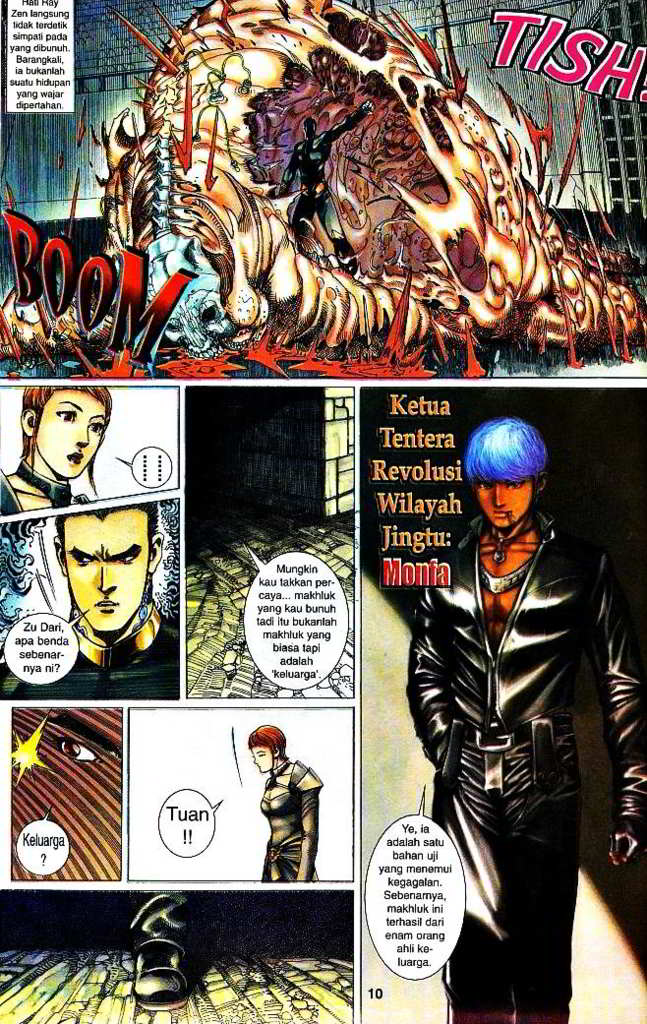 Hati Ray
Zen langsung
tidak terdetik
simpati pada
yang dibunuh.
Barangkali,
ia bukanlah
suatu hidupan
yang wajar
dipertahan.
TISH!
BOOM
Zu Dari,
apa benda
sebenar-
nya ni?
Mungkin
kau takkan per-
caya... makhluk
yang kau bunuh
tadi itu bukanlah
makhluk yang
biasa tapi
adalah
'keluarga'.
Keluarga
?
Tuan
!!
Ketua
Tentera
Revolusi
Wilayah
Jingtu:
Monia
Ye, ia
adalah satu
bahan uji
yang menemui
kegagalan.
Sebenarnya,
makhluk ini
terhasil dari
enam orang
ahli ke-
luarga.
10